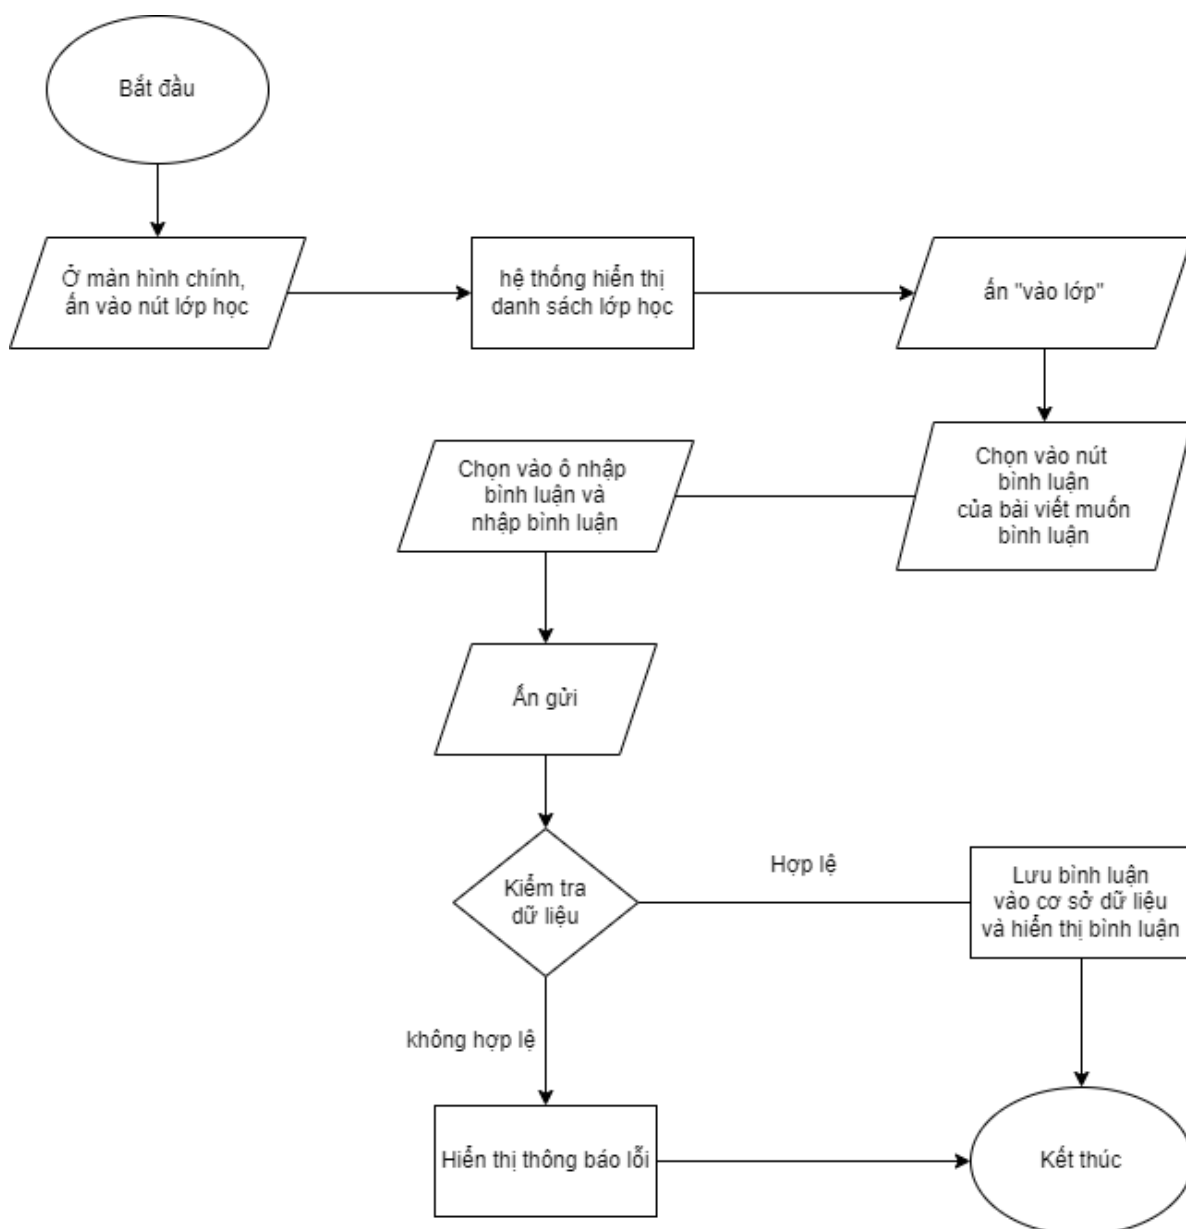 Bắt đầu
Ở màn hình chính,
ấn vào nút lớp học
hệ thống hiển thị
danh sách lớp học
ấn "vào lớp"
Chọn vào nút
bình luận
của bài viết muốn
bình luận
Chọn vào ô nhập
bình luận và
nhập bình luận
Ấn gửi
Kiểm tra
dữ liệu
Hợp lệ
Lưu bình luận
vào cơ sở dữ liệu
và hiển thị bình luận
không hợp lệ
Hiển thị thông báo lỗi
Kết thúc